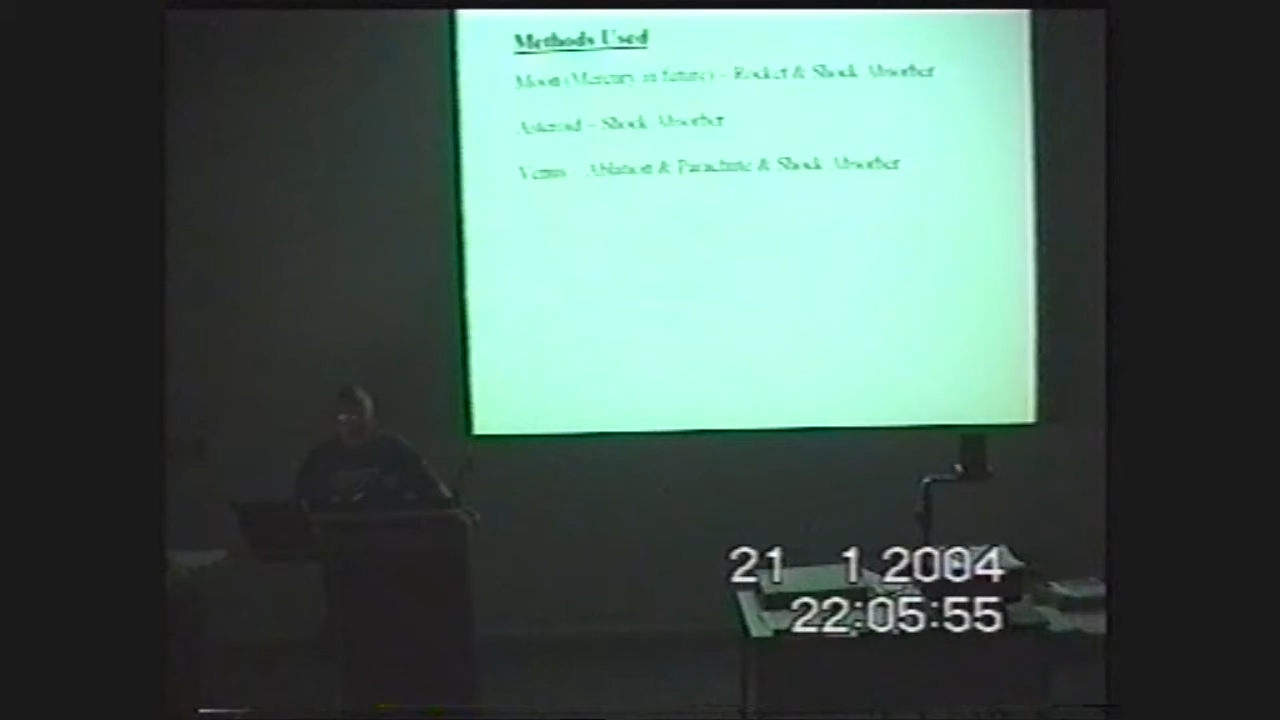 Methods Used
Moon (Mercury in future) - Rocket & Shock Absorber
Asteroid - Shock Absorber
Venus - Ablation & Parachute & Shock Absorber
21 1 2004
22:05:55